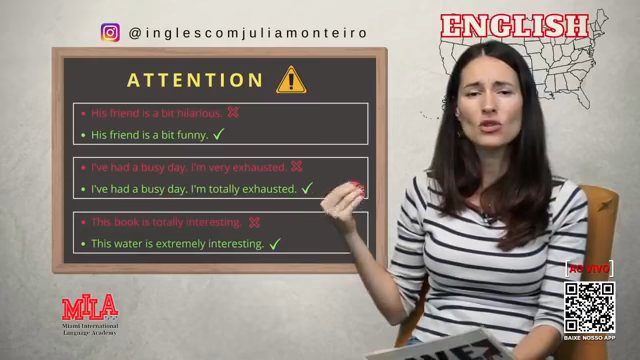 @inglescomjuliamonteiro
ENGLISH
ATTENTION
His friend is a bit hilarious.
His friend is a bit funny.
I've had a busy day. I'm very exhausted.
I've had a busy day. I'm totally exhausted.
This book is totally interesting.
This water is extremely interesting.
[AO VIVO]
MILA
Miami International
Language Academy
BAIXE NOSSO APP